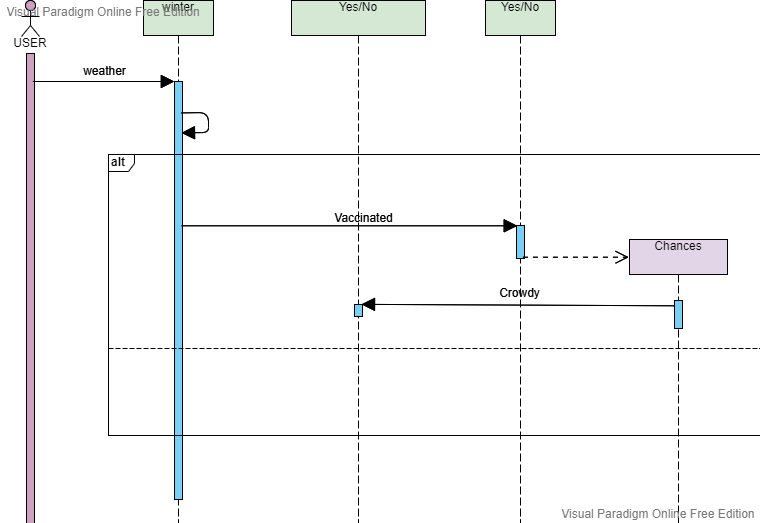 Visual Paradigm Online Free Edition
winter
Yes/No
Yes/No
USER
weather
alt
Vaccinated
Chances
Crowdy
Visual Paradigm Online Free Edition